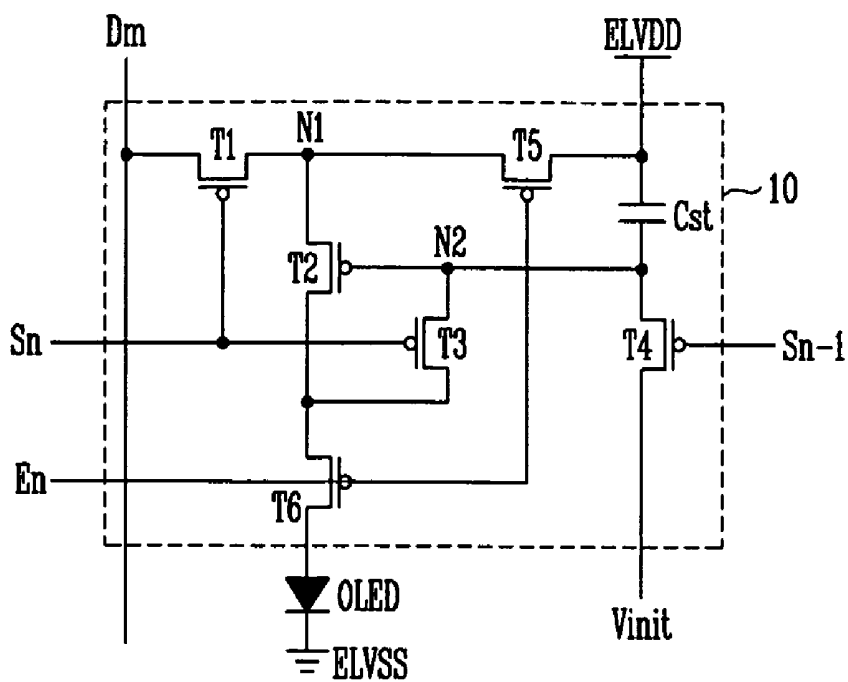 Dm
ELVDD
T1
N1
T5
10
Cst
T2
N2
Sn
T3
T4
Sn-1
En
T6
OLED
Vinit
ELVSS